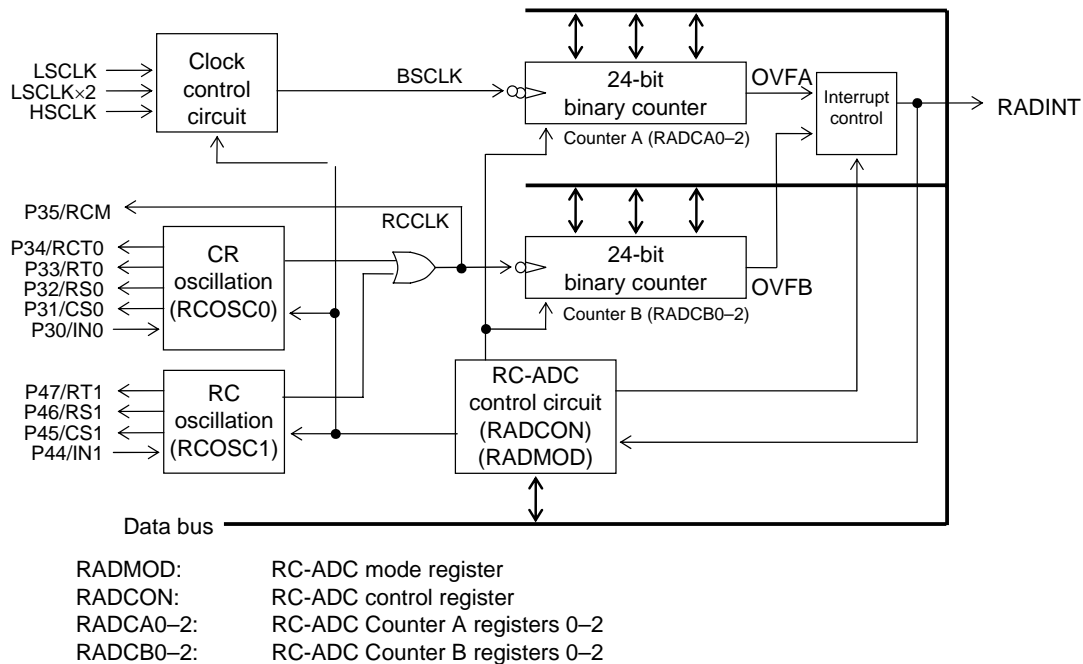 LSCLK
LSCLK×2
HSCLK
Clock
control
circuit
BSCLK
24-bit
binary counter
Counter A (RADCA0–2)
OVFA
Interrupt
control
RADINT
P35/RCM
RCCLK
P34/RCT0
P33/RT0
P32/RS0
P31/CS0
P30/IN0
CR
oscillation
(RCOSC0)
24-bit
binary counter
Counter B (RADCB0–2)
OVFB
P47/RT1
P46/RS1
P45/CS1
P44/IN1
RC
oscillation
(RCOSC1)
RC-ADC
control circuit
(RADCON)
(RADMOD)
Data bus
RADMOD: RC-ADC mode register
RADCON: RC-ADC control register
RADCA0–2: RC-ADC Counter A registers 0–2
RADCB0–2: RC-ADC Counter B registers 0–2